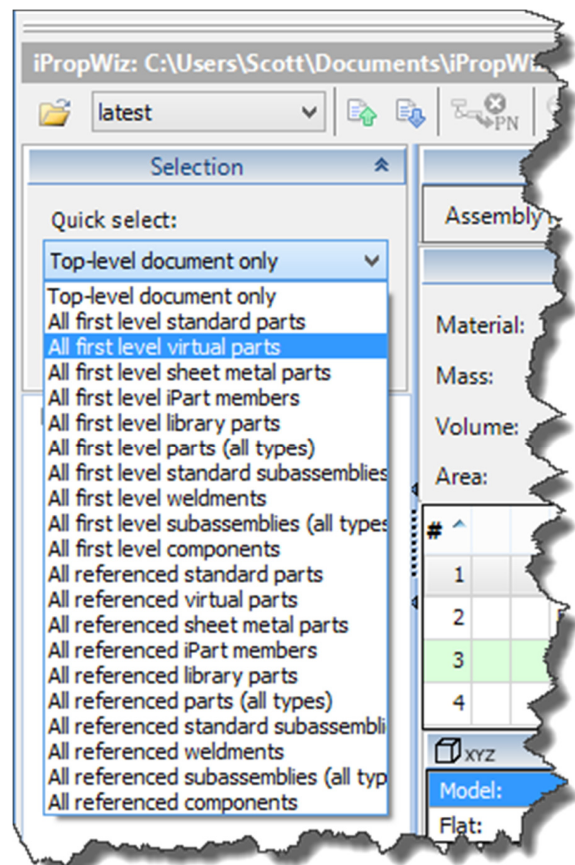 iPropWiz: C:\Users\Scott\Documents\iPropWiz
latest
PN
Selection
Quick select:
Assembly
Top-level document only
Top-level document only
All first level standard parts
All first level virtual parts
All first level sheet metal parts
All first level iPart members
All first level library parts
All first level parts (all types)
All first level standard subassemblies
All first level weldments
All first level subassemblies (all types
All first level components
All referenced standard parts
All referenced virtual parts
All referenced sheet metal parts
All referenced iPart members
All referenced library parts
All referenced parts (all types)
All referenced standard subassembli
All referenced weldments
All referenced subassemblies (all typ
All referenced components
Material:
Mass:
Volume:
Area:
#
1
2
3
4
XYZ
Model:
Flat: